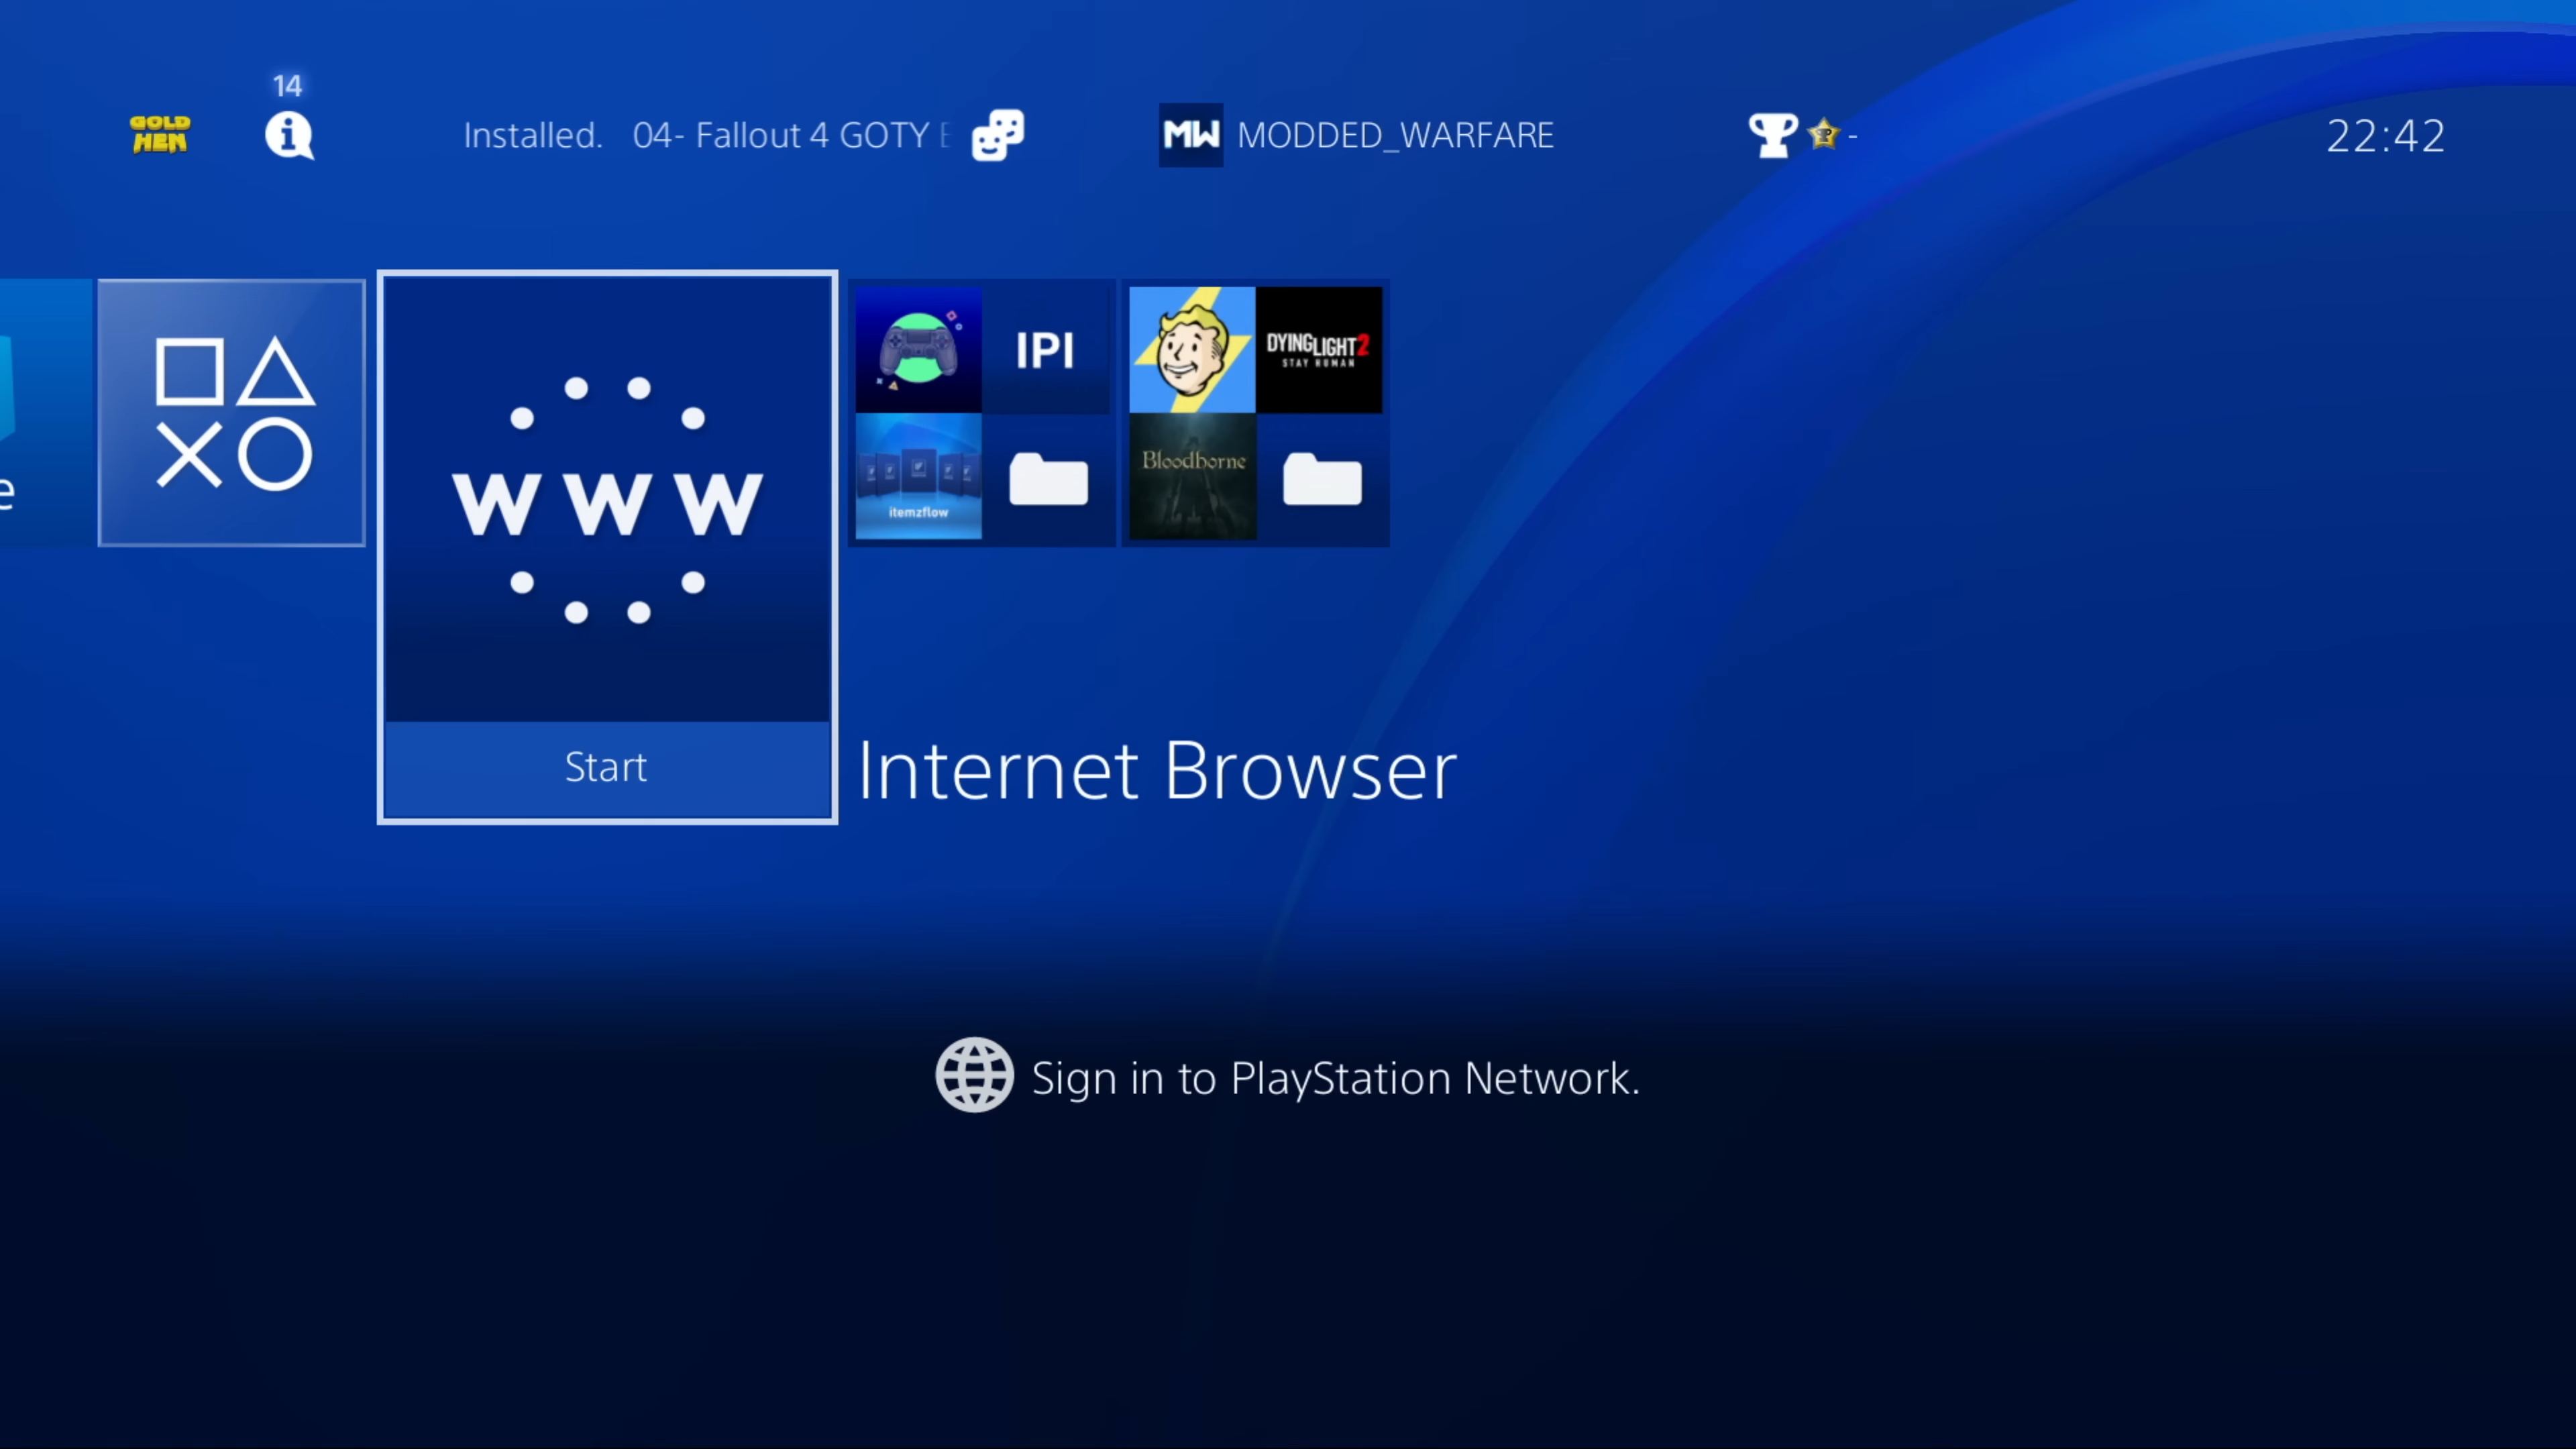 14
GOLD
HEN
Installed. 04- Fallout 4 GOTY E
MW MODDED_WARFARE
-
22:42
e
WWW
IPI
itemzflow
DYING LIGHT 2
STAY HUMAN
Bloodborne
Start
Internet Browser
Sign in to PlayStation Network.